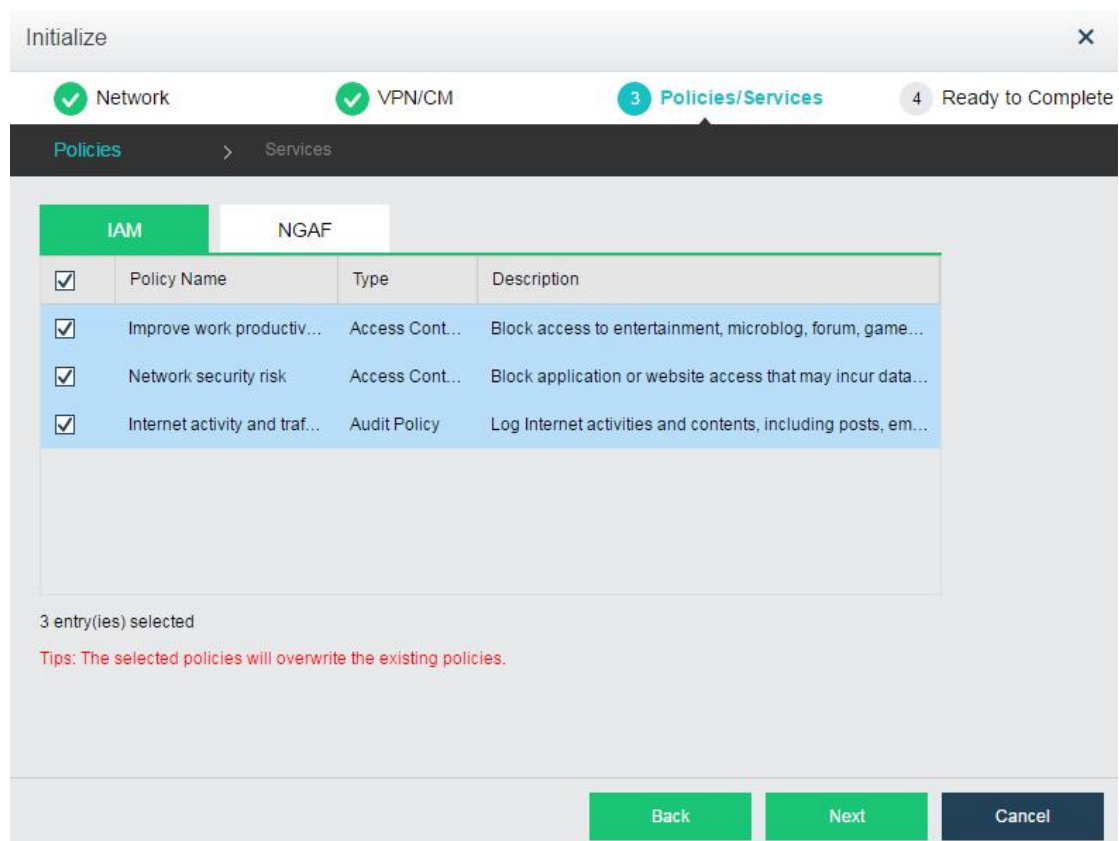 Initialize
Network VPN/CM 3 Policies/Services 4 Ready to Complete
Policies > Services
IAM NGAF
Policy Name Type Description
Improve work productiv... Access Cont... Block access to entertainment, microblog, forum, game...
Network security risk Access Cont... Block application or website access that may incur data...
Internet activity and traf... Audit Policy Log Internet activities and contents, including posts, em...
3 entry(ies) selected
Tips: The selected policies will overwrite the existing policies.
Back Next Cancel